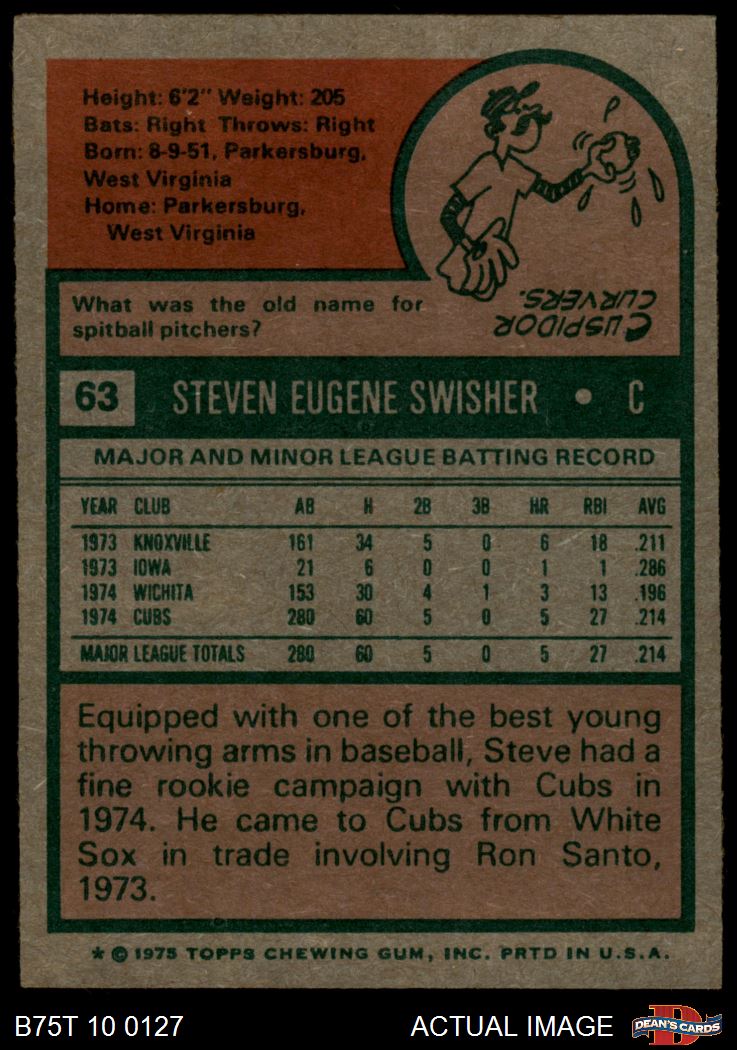 Height: 6'2" Weight: 205
Bats: Right Throws: Right
Born: 8-9-51, Parkersburg,
West Virginia
Home: Parkersburg,
West Virginia
CUSPIDOR
CURVERS.
What was the old name for
spitball pitchers?
63 STEVEN EUGENE SWISHER • C
MAJOR AND MINOR LEAGUE BATTING RECORD
YEAR CLUB AB H 2B 3B HR RBI AVG
1973 KNOXVILLE 161 34 5 0 6 18 .211
1973 IOWA 21 6 0 0 1 1 .286
1974 WICHITA 153 30 4 1 3 13 .196
1974 CUBS 280 60 5 0 5 27 .214
MAJOR LEAGUE TOTALS 280 60 5 0 5 27 .214
Equipped with one of the best young
throwing arms in baseball, Steve had a
fine rookie campaign with Cubs in
1974. He came to Cubs from White
Sox in trade involving Ron Santo,
1973.
* © 1975 TOPPS CHEWING GUM, INC. PRTD IN U.S.A.
B75T 10 0127 ACTUAL IMAGE D DEAN'S CARDS